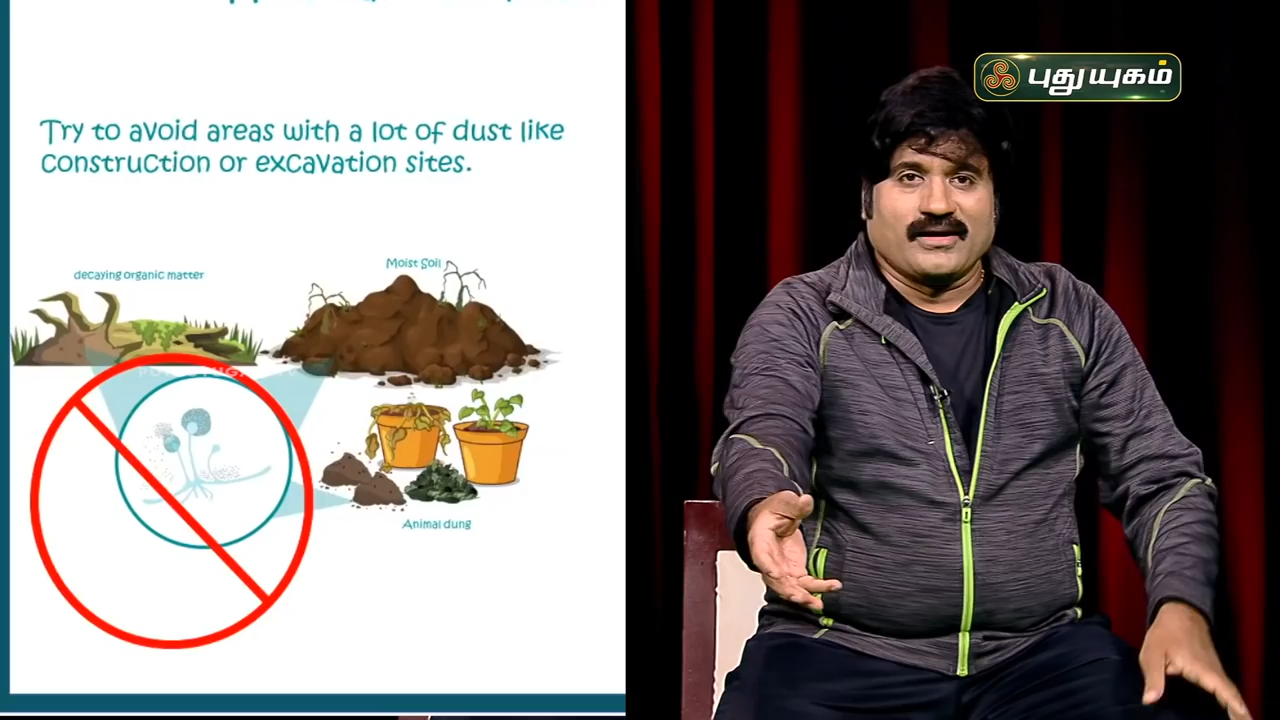 Try to avoid areas with a lot of dust like
construction or excavation sites.
decaying organic matter
Moist Soil
Animal dung
புதுயுகம்